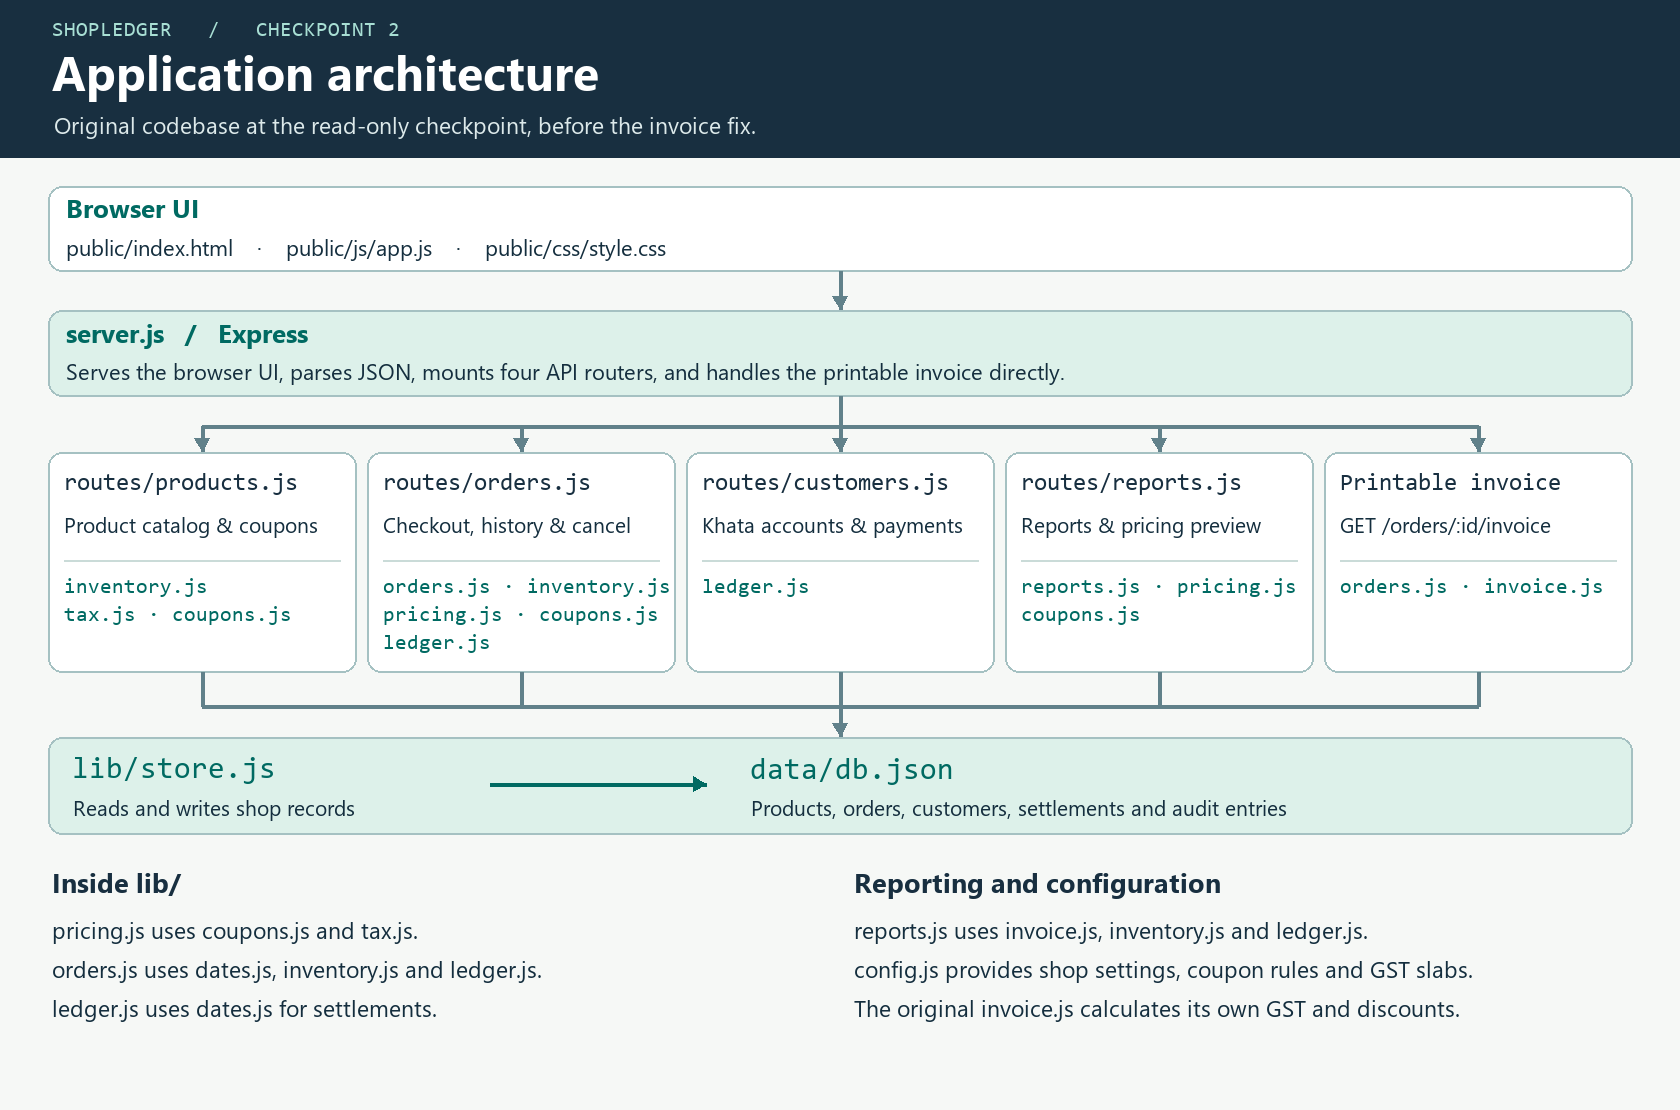 SHOPLEDGER / CHECKPOINT 2
Application architecture
Original codebase at the read-only checkpoint, before the invoice fix.
Browser UI
public/index.html · public/js/app.js · public/css/style.css
server.js / Express
Serves the browser UI, parses JSON, mounts four API routers, and handles the printable invoice directly.
routes/products.js
Product catalog & coupons
inventory.js
tax.js · coupons.js
routes/orders.js
Checkout, history & cancel
orders.js · inventory.js
pricing.js · coupons.js
ledger.js
routes/customers.js
Khata accounts & payments
ledger.js
routes/reports.js
Reports & pricing preview
reports.js · pricing.js
coupons.js
Printable invoice
GET /orders/:id/invoice
orders.js · invoice.js
lib/store.js
Reads and writes shop records
data/db.json
Products, orders, customers, settlements and audit entries
Inside lib/
pricing.js uses coupons.js and tax.js.
orders.js uses dates.js, inventory.js and ledger.js.
ledger.js uses dates.js for settlements.
Reporting and configuration
reports.js uses invoice.js, inventory.js and ledger.js.
config.js provides shop settings, coupon rules and GST slabs.
The original invoice.js calculates its own GST and discounts.